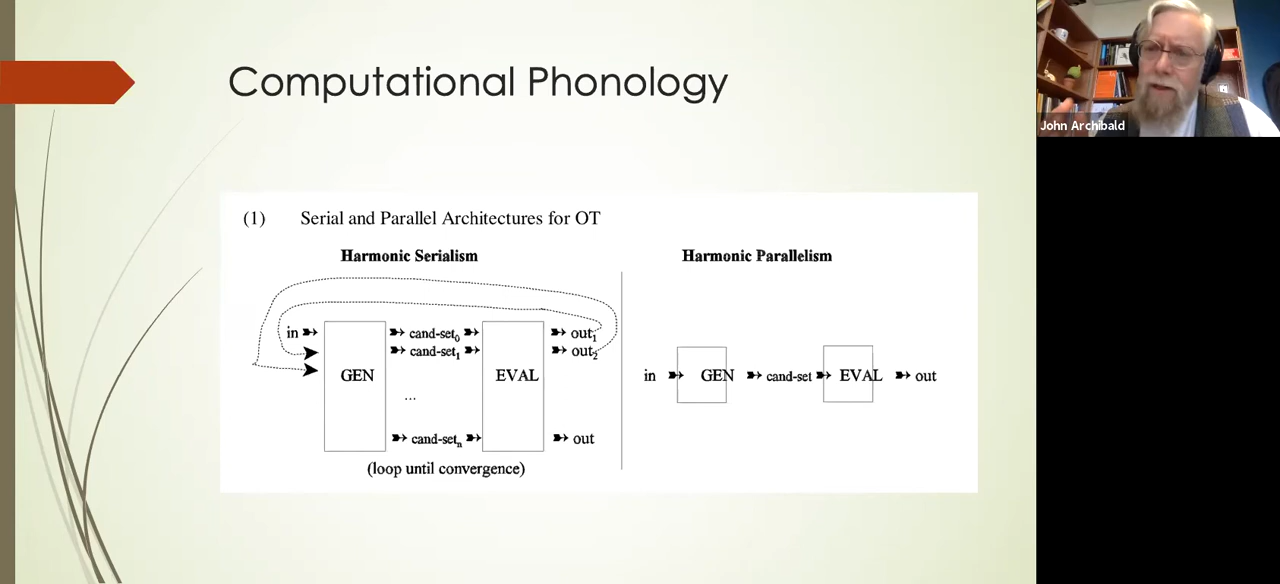 Computational Phonology
John Archibald
(1) Serial and Parallel Architectures for OT
Harmonic Serialism
Harmonic Parallelism
in
cand-set0
out1
cand-set1
out2
GEN
EVAL
...
cand-setn
out
(loop until convergence)
in
GEN
cand-set
EVAL
out